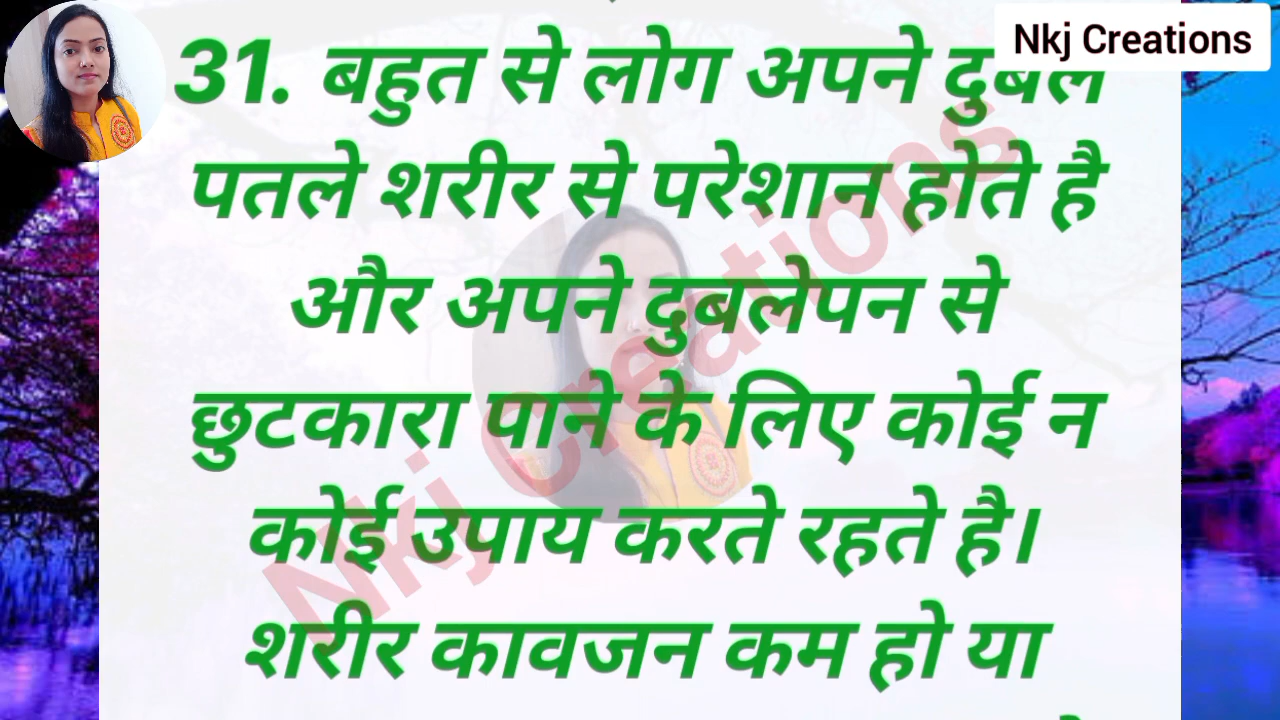 Nkj Creations
31. बहुत से लोग अपने दुबले
पतले शरीर से परेशान होते है
और अपने दुबलेपन से
छुटकारा पाने के लिए कोई न
कोई उपाय करते रहते है।
शरीर कावजन कम हो या
Nkj Creations